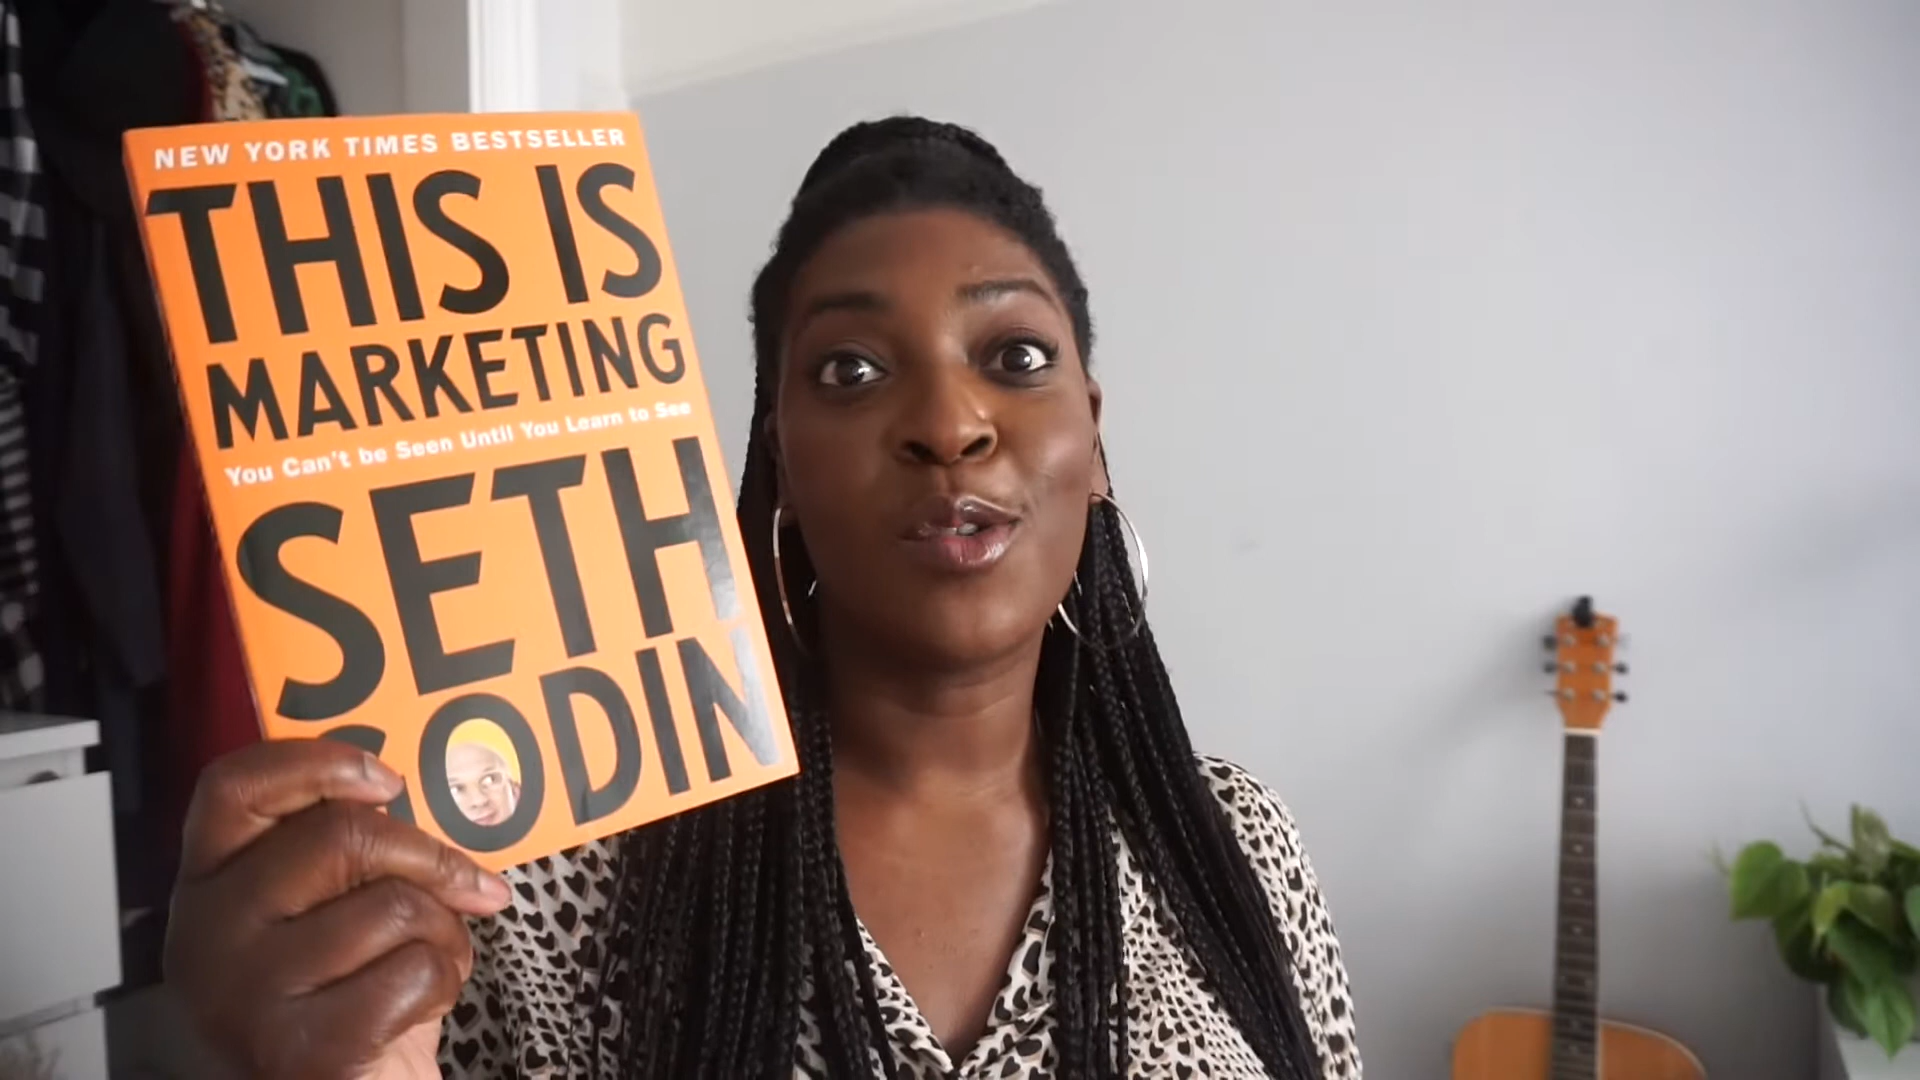 NEW YORK TIMES BESTSELLER
THIS IS
MARKETING
You Can't be Seen Until You Learn to See
SETH
GODIN